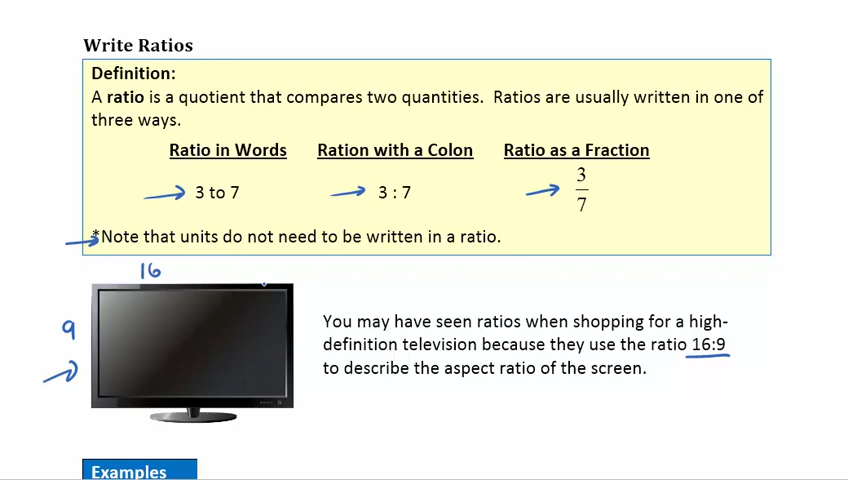 Write Ratios
Definition:
A ratio is a quotient that compares two quantities. Ratios are usually written in one of
three ways.
Ratio in Words Ration with a Colon Ratio as a Fraction
3 to 7 3 : 7 3/7
*Note that units do not need to be written in a ratio.
16
9
You may have seen ratios when shopping for a high-
definition television because they use the ratio 16:9
to describe the aspect ratio of the screen.
Examples